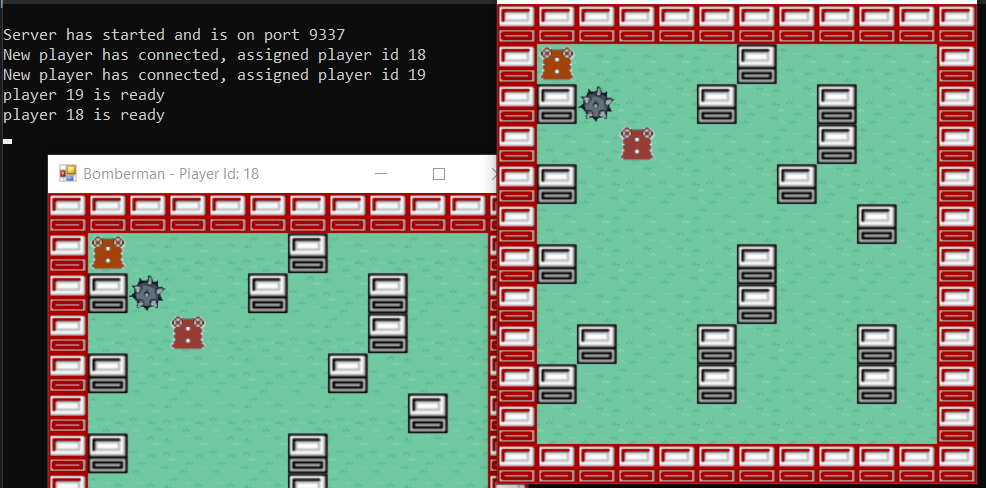 Server has started and is on port 9337
New player has connected, assigned player id 18
New player has connected, assigned player id 19
player 19 is ready
player 18 is ready
Bomberman - Player Id: 18